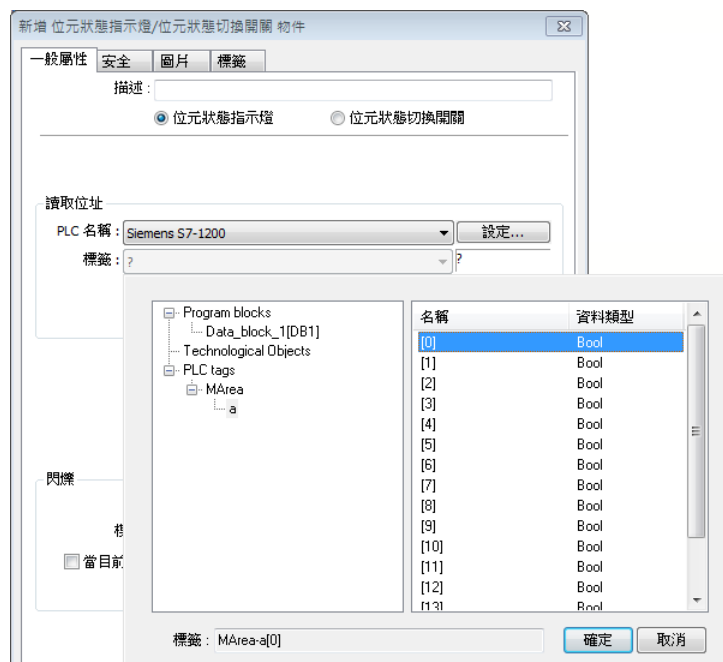 新增 位元狀態指示燈/位元狀態切換開關 物件
一般屬性 安全 圖片 標籤
描述 :
位元狀態指示燈 位元狀態切換開關
讀取位址
PLC 名稱 : Siemens S7-1200 設定...
標籤 : ? ?
Program blocks
Data_block_1[DB1]
Technological Objects
PLC tags
MArea
a
名稱 資料類型
[0] Bool
[1] Bool
[2] Bool
[3] Bool
[4] Bool
[5] Bool
[6] Bool
[7] Bool
[8] Bool
[9] Bool
[10] Bool
[11] Bool
[12] Bool
[13] Bool
閃爍
當目前
標籤 : MArea-a[0] 確定 取消